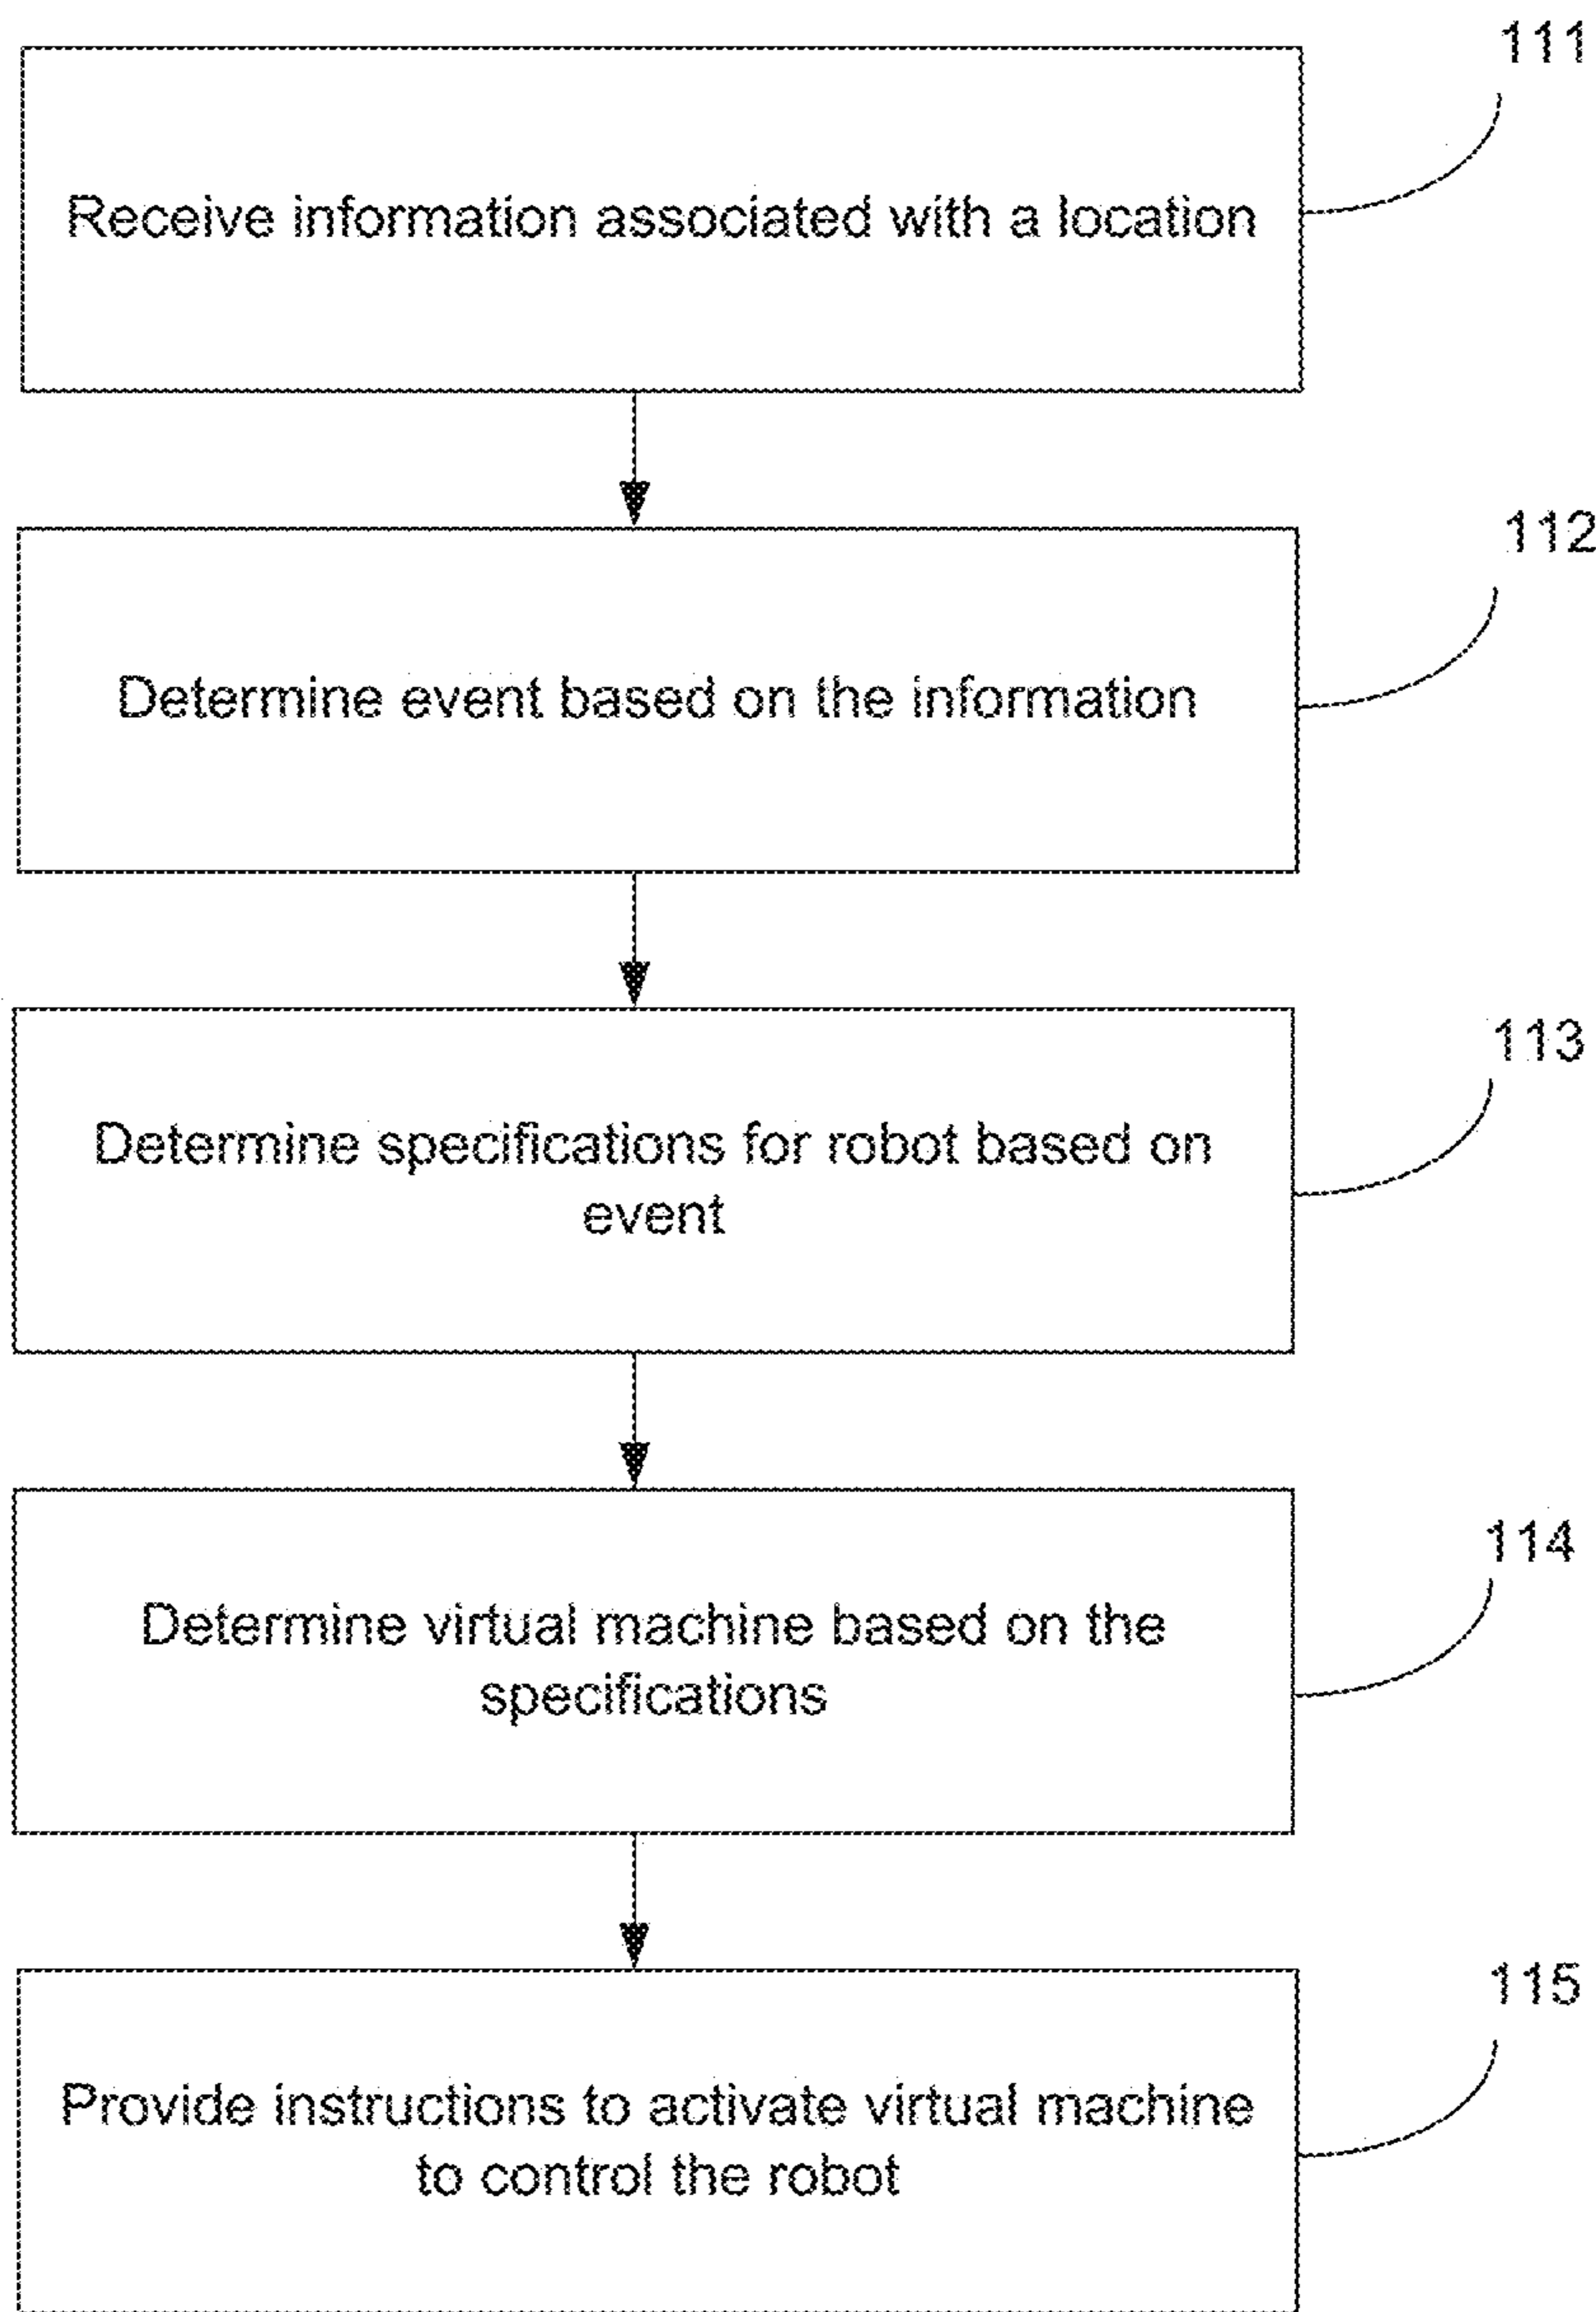 111
Receive information associated with a location
112
Determine event based on the information
113
Determine specifications for robot based on
event
114
Determine virtual machine based on the
specifications
115
Provide instructions to activate virtual machine
to control the robot